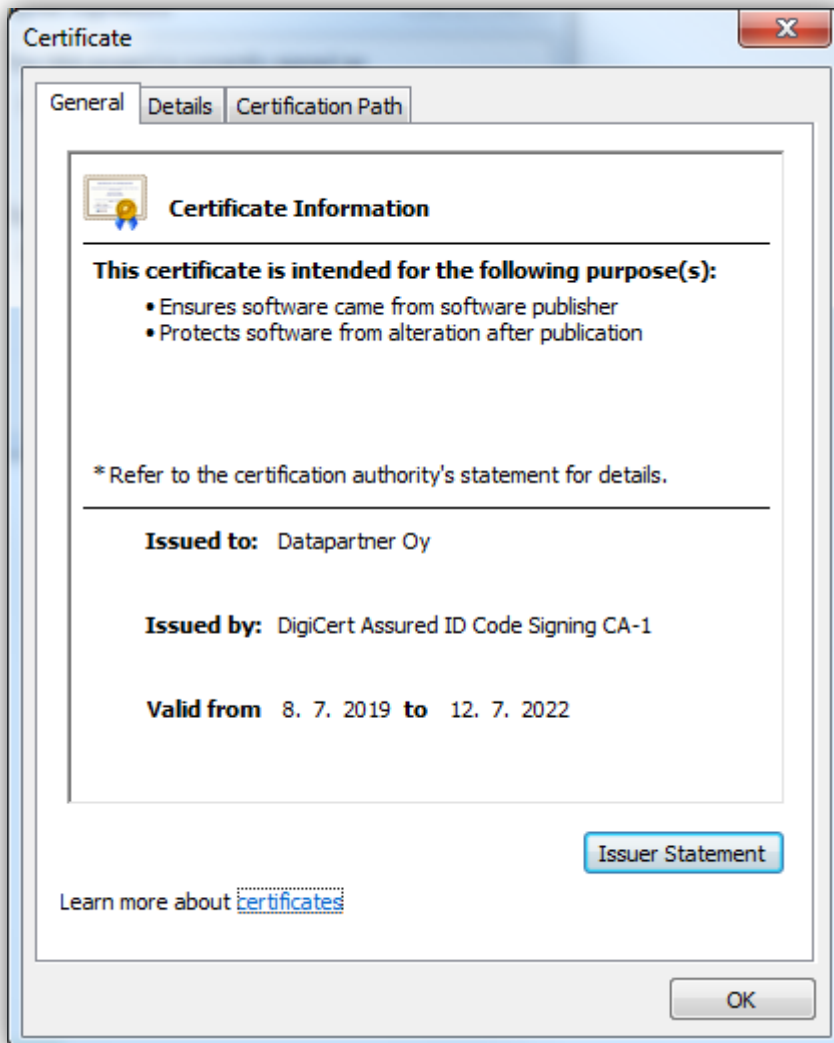 Certificate
General Details Certification Path
Certificate Information
This certificate is intended for the following purpose(s):
• Ensures software came from software publisher
• Protects software from alteration after publication
* Refer to the certification authority's statement for details.
Issued to: Datapartner Oy
Issued by: DigiCert Assured ID Code Signing CA-1
Valid from 8. 7. 2019 to 12. 7. 2022
Issuer Statement
Learn more about certificates
OK